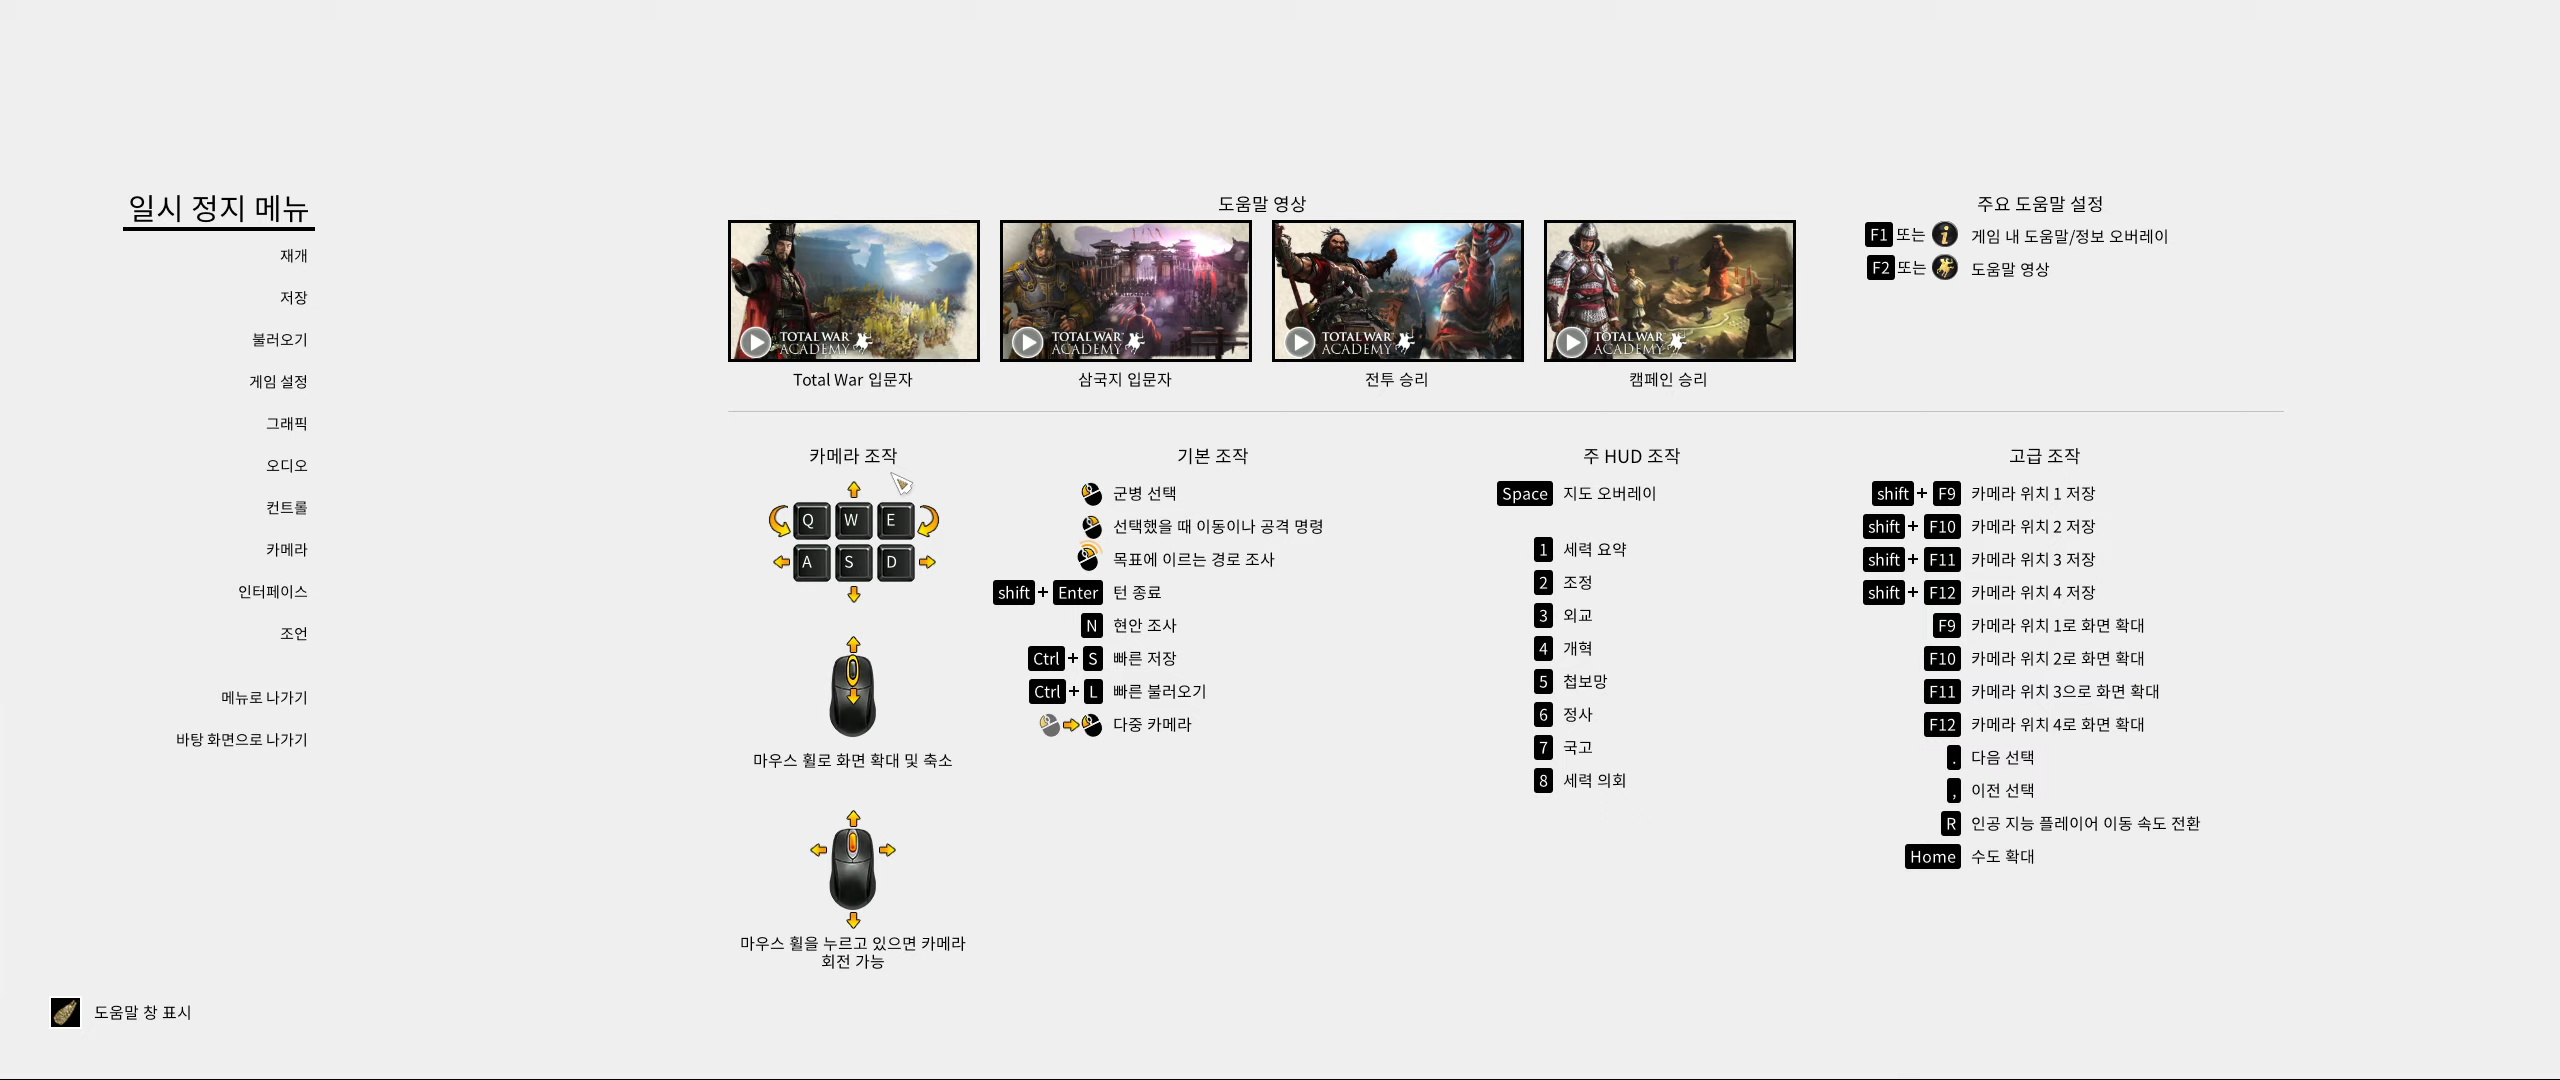 일시 정지 메뉴
재개
저장
불러오기
게임 설정
그래픽
오디오
컨트롤
카메라
인터페이스
조언
메뉴로 나가기
바탕 화면으로 나가기
도움말 창 표시
도움말 영상
TOTAL WAR
ACADEMY
TOTAL WAR
ACADEMY
TOTAL WAR
ACADEMY
TOTAL WAR
ACADEMY
Total War 입문자
삼국지 입문자
전투 승리
캠페인 승리
주요 도움말 설정
F1 또는 i 게임 내 도움말/정보 오버레이
F2 또는 도움말 영상
카메라 조작
Q W E
A S D
마우스 휠로 화면 확대 및 축소
마우스 휠을 누르고 있으면 카메라
회전 가능
기본 조작
군병 선택
선택했을 때 이동이나 공격 명령
목표에 이르는 경로 조사
shift + Enter 턴 종료
N 현안 조사
Ctrl + S 빠른 저장
Ctrl + L 빠른 불러오기
다중 카메라
주 HUD 조작
Space 지도 오버레이
1 세력 요약
2 조정
3 외교
4 개혁
5 첩보망
6 정사
7 국고
8 세력 의회
고급 조작
shift + F9 카메라 위치 1 저장
shift + F10 카메라 위치 2 저장
shift + F11 카메라 위치 3 저장
shift + F12 카메라 위치 4 저장
F9 카메라 위치 1로 화면 확대
F10 카메라 위치 2로 화면 확대
F11 카메라 위치 3으로 화면 확대
F12 카메라 위치 4로 화면 확대
. 다음 선택
, 이전 선택
R 인공 지능 플레이어 이동 속도 전환
Home 수도 확대